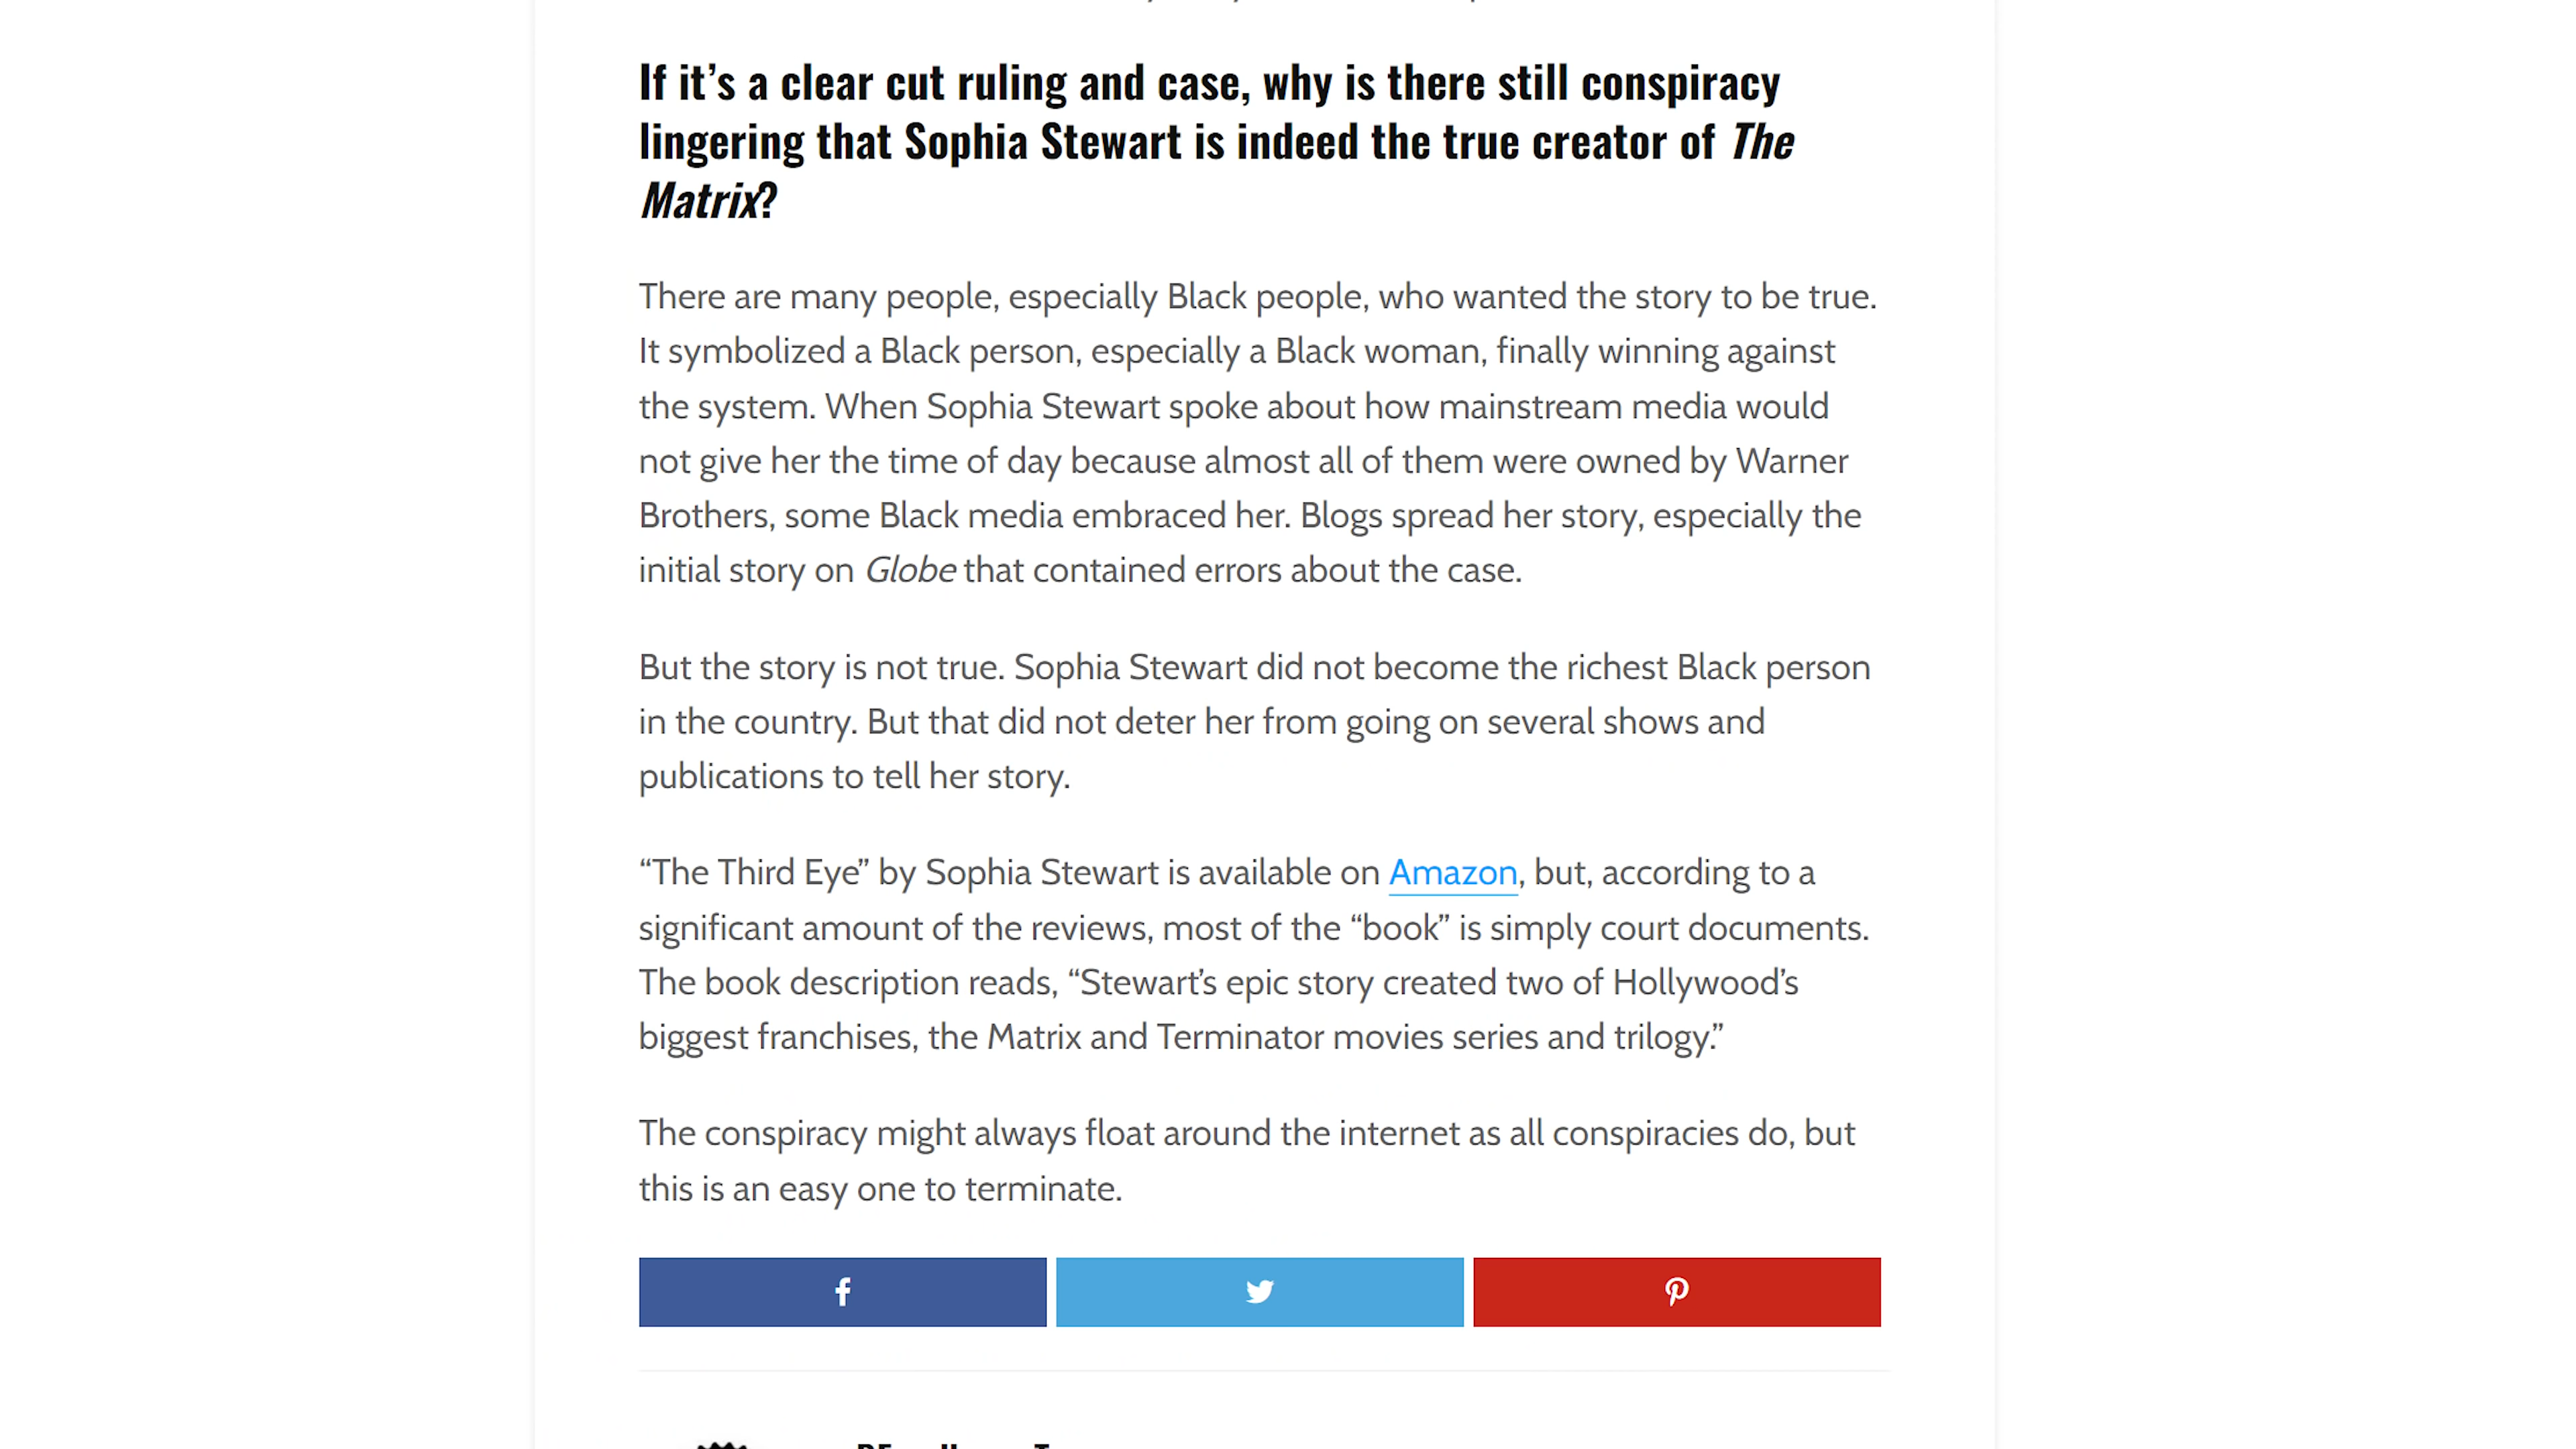 If it’s a clear cut ruling and case, why is there still conspiracy
lingering that Sophia Stewart is indeed the true creator of The
Matrix?
There are many people, especially Black people, who wanted the story to be true.
It symbolized a Black person, especially a Black woman, finally winning against
the system. When Sophia Stewart spoke about how mainstream media would
not give her the time of day because almost all of them were owned by Warner
Brothers, some Black media embraced her. Blogs spread her story, especially the
initial story on Globe that contained errors about the case.
But the story is not true. Sophia Stewart did not become the richest Black person
in the country. But that did not deter her from going on several shows and
publications to tell her story.
“The Third Eye” by Sophia Stewart is available on Amazon, but, according to a
significant amount of the reviews, most of the “book” is simply court documents.
The book description reads, “Stewart’s epic story created two of Hollywood’s
biggest franchises, the Matrix and Terminator movies series and trilogy.”
The conspiracy might always float around the internet as all conspiracies do, but
this is an easy one to terminate.